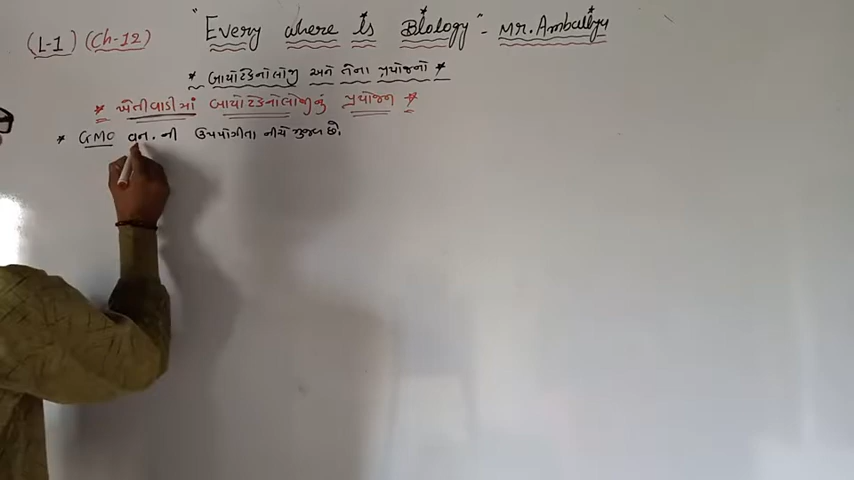 "Every where is Biology" - Mr. Ambaliya
(L-1) (Ch-12)
* બાયોટેકનોલોજી અને તેના પ્રયોજનો *
* ખેતીવાડીમાં બાયોટેકનોલોજીનું પ્રયોજન *
* GMO વન. ની ઉપયોગીતા નીચે મુજબ છે.